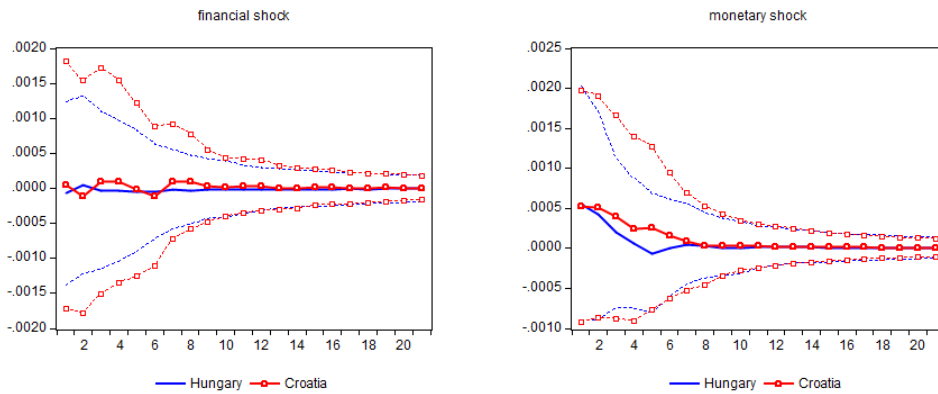 financial shock
.0020
.0015
.0010
.0005
.0000
-.0005
-.0010
-.0015
-.0020
2 4 6 8 10 12 14 16 18 20
Hungary Croatia
monetary shock
.0025
.0020
.0015
.0010
.0005
.0000
-.0005
-.0010
2 4 6 8 10 12 14 16 18 20
Hungary Croatia